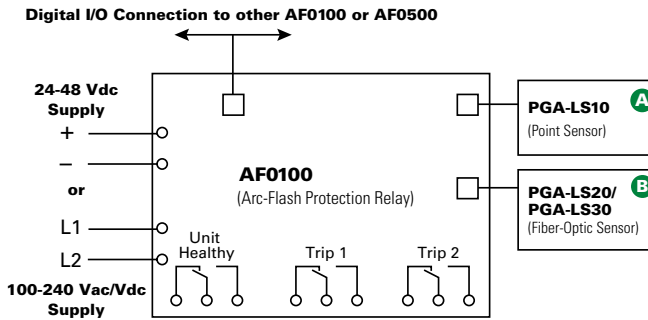 Digital I/O Connection to other AF0100 or AF0500
24-48 Vdc
Supply
+
–
or
L1
L2
100-240 Vac/Vdc
Supply
AF0100
(Arc-Flash Protection Relay)
Unit
Healthy
Trip 1
Trip 2
PGA-LS10
(Point Sensor)
A
PGA-LS20/
PGA-LS30
(Fiber-Optic Sensor)
B